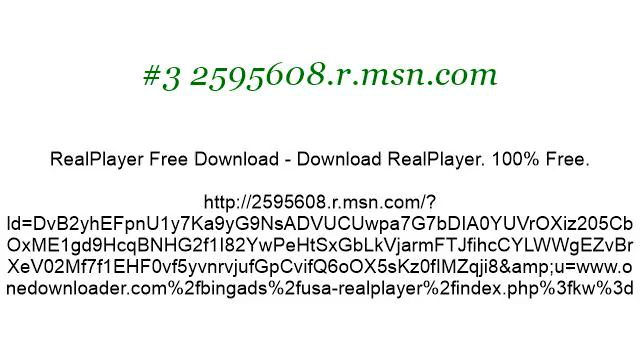 #3 2595608.r.msn.com
RealPlayer Free Download - Download RealPlayer. 100% Free.
http://2595608.r.msn.com/?
ld=DvB2yhEFpnU1y7Ka9yG9NsADVUCUwpa7G7bDIA0YUVrOXiz205Cb
OxME1gd9HcqBNHG2f1I82YwPeHtSxGbLkVjarmFTJfihcCYLWWgEZvBr
XeV02Mf7f1EHF0vf5yvnrvjufGpCvifQ6oOX5sKz0fIMZqji8&amp;u=www.o
nedownloader.com%2fbingads%2fusa-realplayer%2findex.php%3fkw%3d